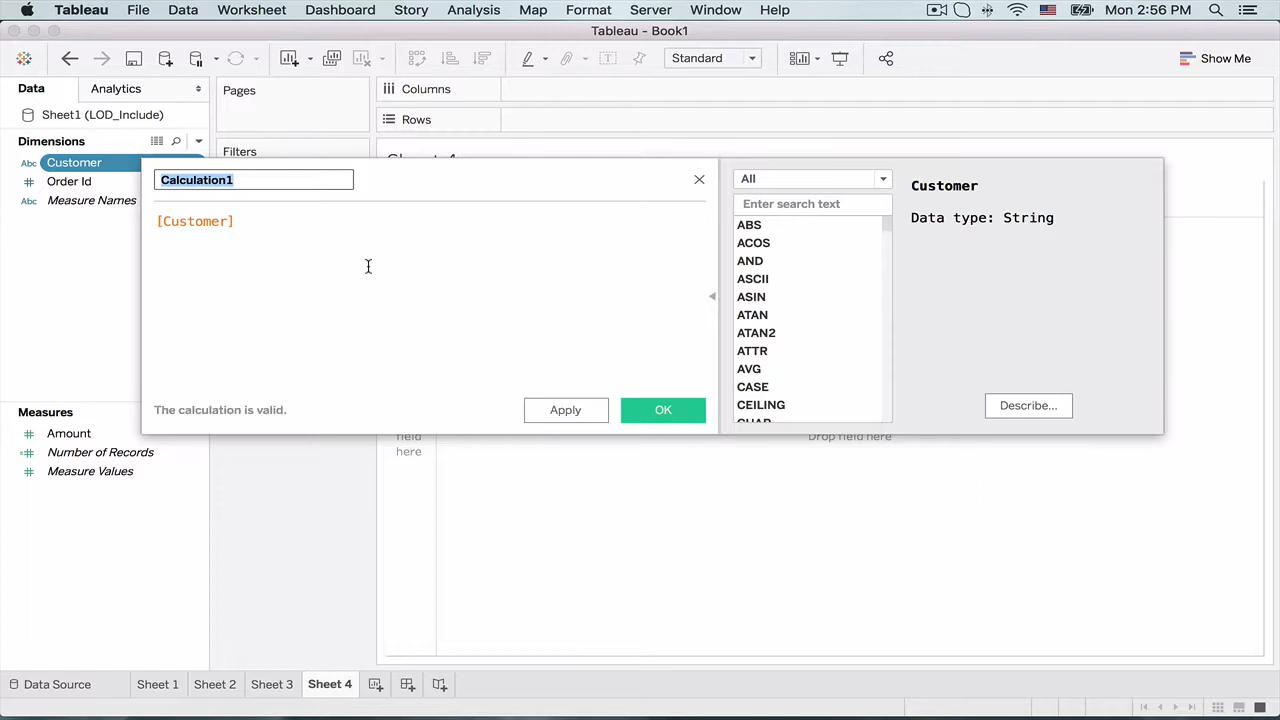 Tableau File Data Worksheet Dashboard Story Analysis Map Format Server Window Help Mon 2:56 PM
Tableau - Book1
Standard Show Me
Data Analytics
Sheet1 (LOD_Include)
Dimensions
Abc Customer
# Order Id
Abc Measure Names
Measures
# Amount
# Number of Records
# Measure Values
Pages
Filters
Columns
Rows
Calculation1
[Customer]
The calculation is valid.
Apply OK
All
Enter search text
ABS
ACOS
AND
ASCII
ASIN
ATAN
ATAN2
ATTR
AVG
CASE
CEILING
CHAR
Customer
Data type: String
Describe...
field
here
Drop field here
Data Source Sheet 1 Sheet 2 Sheet 3 Sheet 4